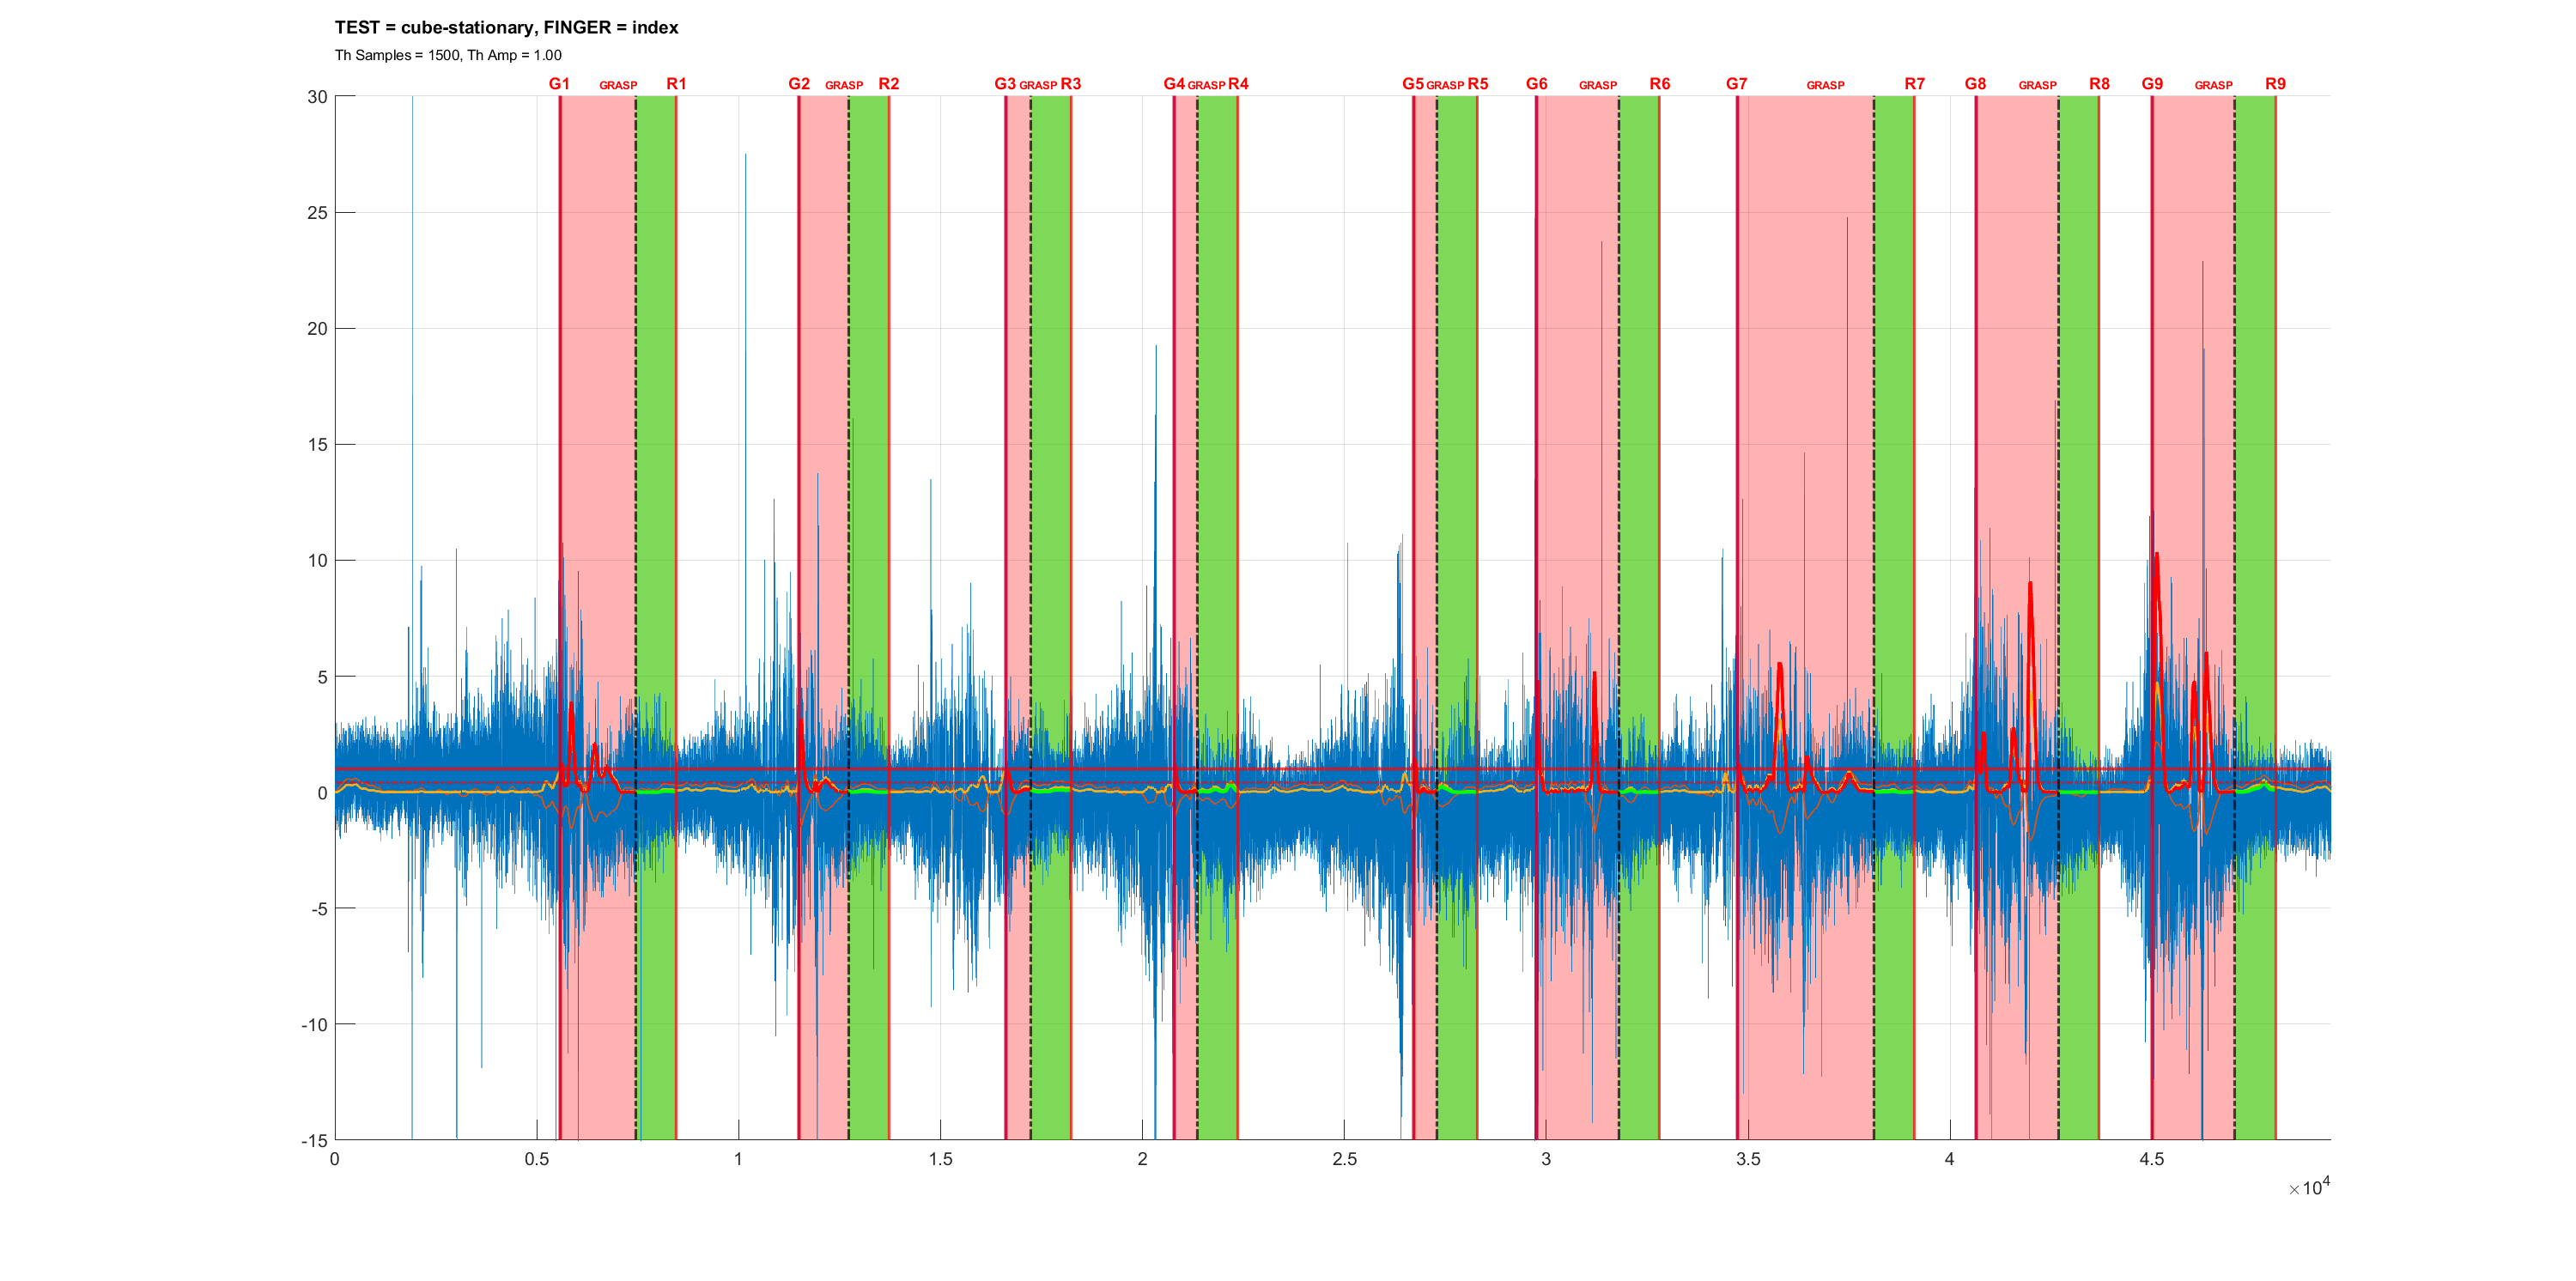 TEST = cube-stationary, FINGER = index
Th Samples = 1500, Th Amp = 1.00
G1 GRASP R1 G2 GRASP R2 G3 GRASP R3 G4 GRASP R4 G5 GRASP R5 G6 GRASP R6 G7 GRASP R7 G8 GRASP R8 G9 GRASP R9
30
25
20
15
10
5
0
-5
-10
-15
0 0.5 1 1.5 2 2.5 3 3.5 4 4.5
×10⁴